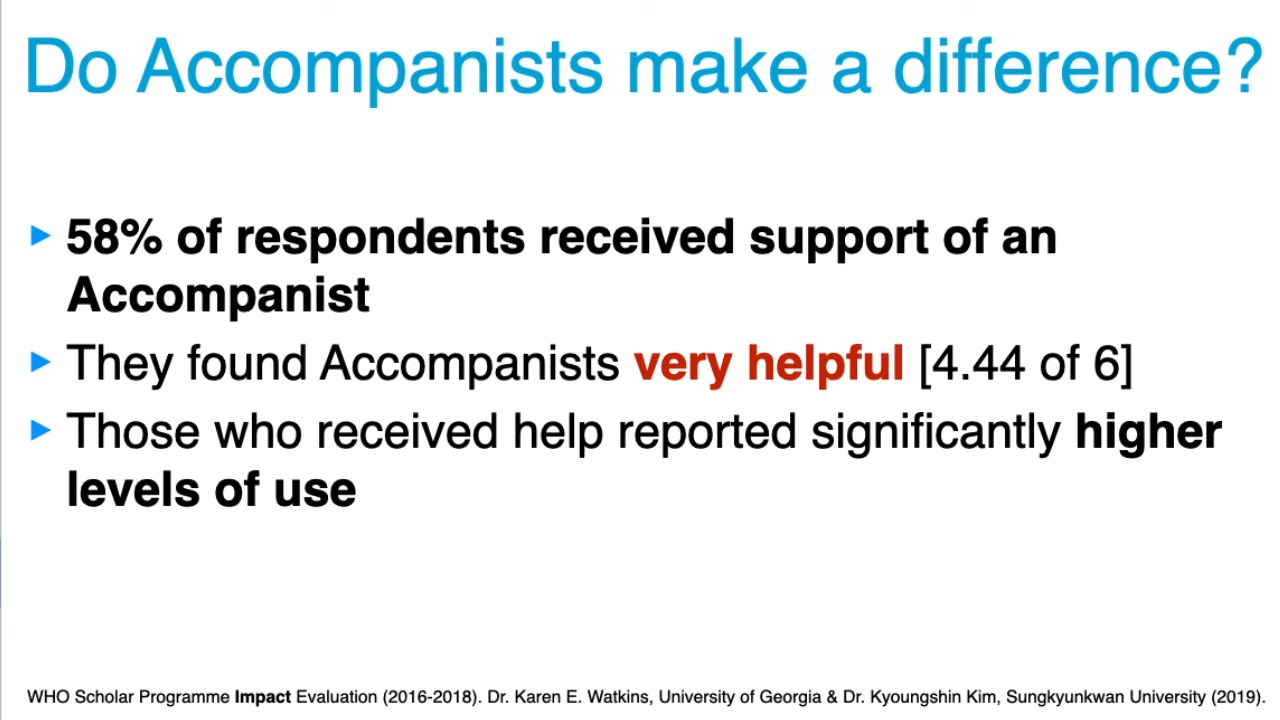 Do Accompanists make a difference?
58% of respondents received support of an
Accompanist
They found Accompanists very helpful [4.44 of 6]
Those who received help reported significantly higher
levels of use
WHO Scholar Programme Impact Evaluation (2016-2018). Dr. Karen E. Watkins, University of Georgia & Dr. Kyoungshin Kim, Sungkyunkwan University (2019).